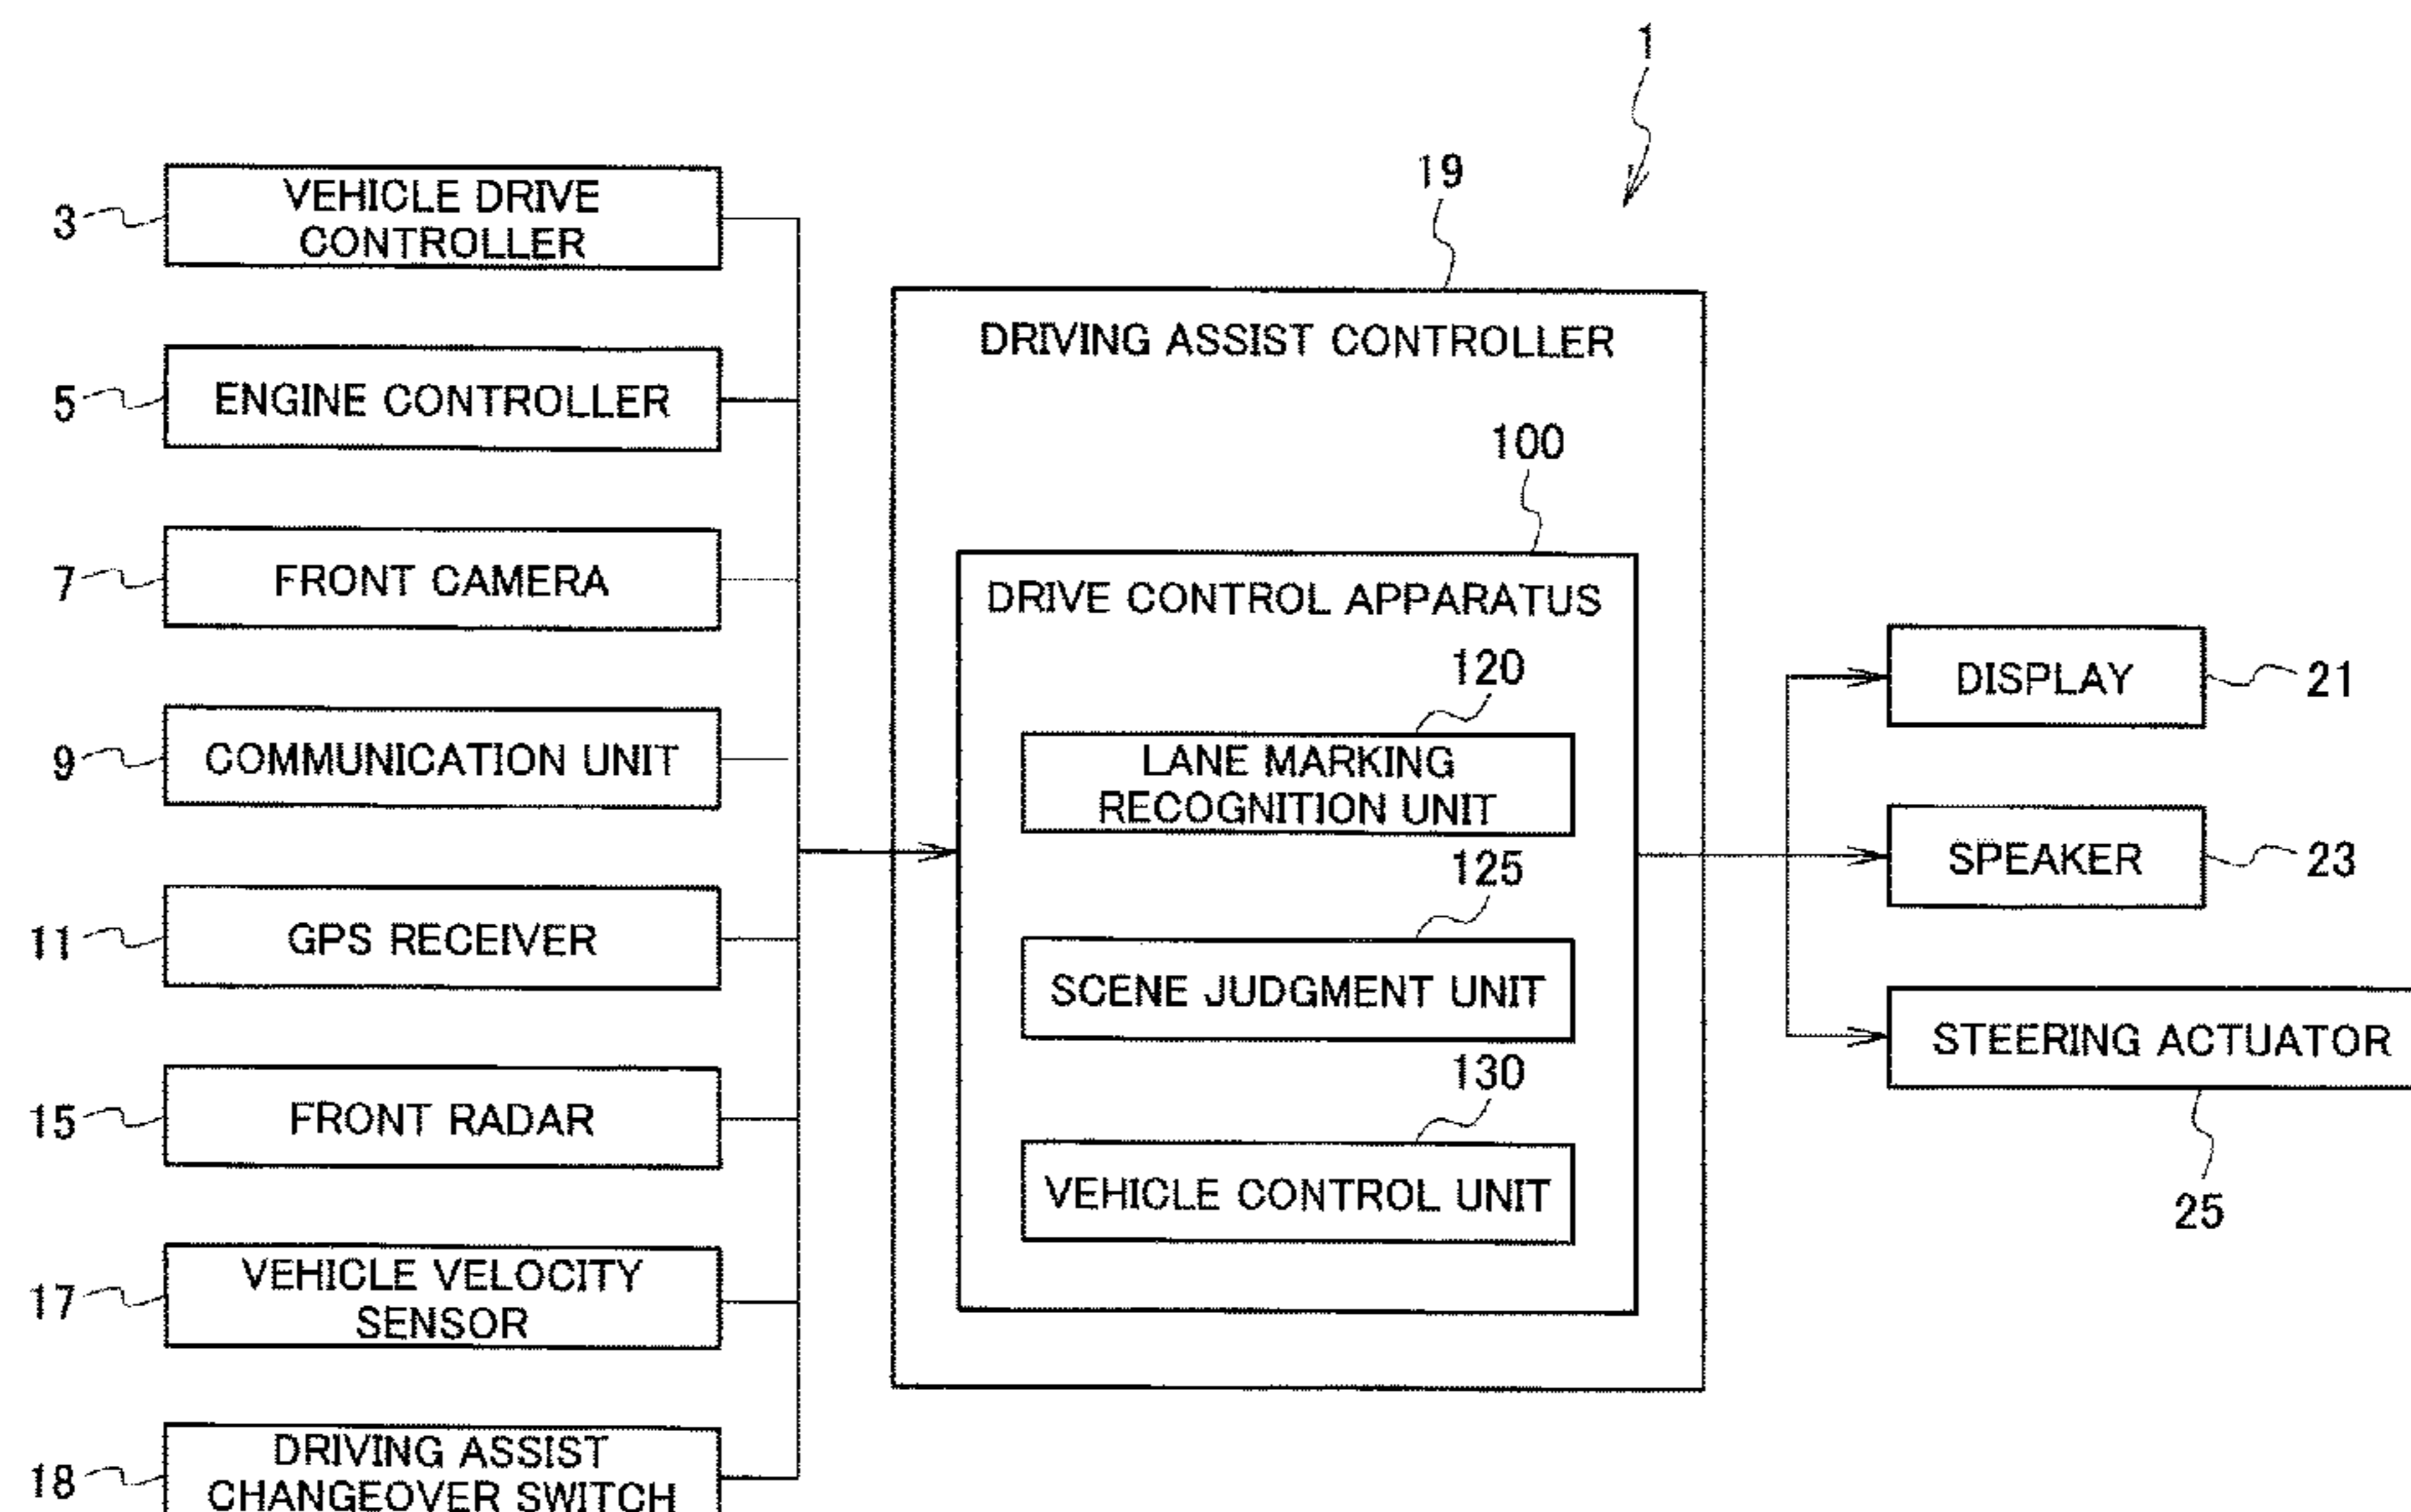 1
3
VEHICLE DRIVE
CONTROLLER
5
ENGINE CONTROLLER
7
FRONT CAMERA
9
COMMUNICATION UNIT
11
GPS RECEIVER
15
FRONT RADAR
17
VEHICLE VELOCITY
SENSOR
18
DRIVING ASSIST
CHANGEOVER SWITCH
19
DRIVING ASSIST CONTROLLER
100
DRIVE CONTROL APPARATUS
120
LANE MARKING
RECOGNITION UNIT
125
SCENE JUDGMENT UNIT
130
VEHICLE CONTROL UNIT
DISPLAY
21
SPEAKER
23
STEERING ACTUATOR
25